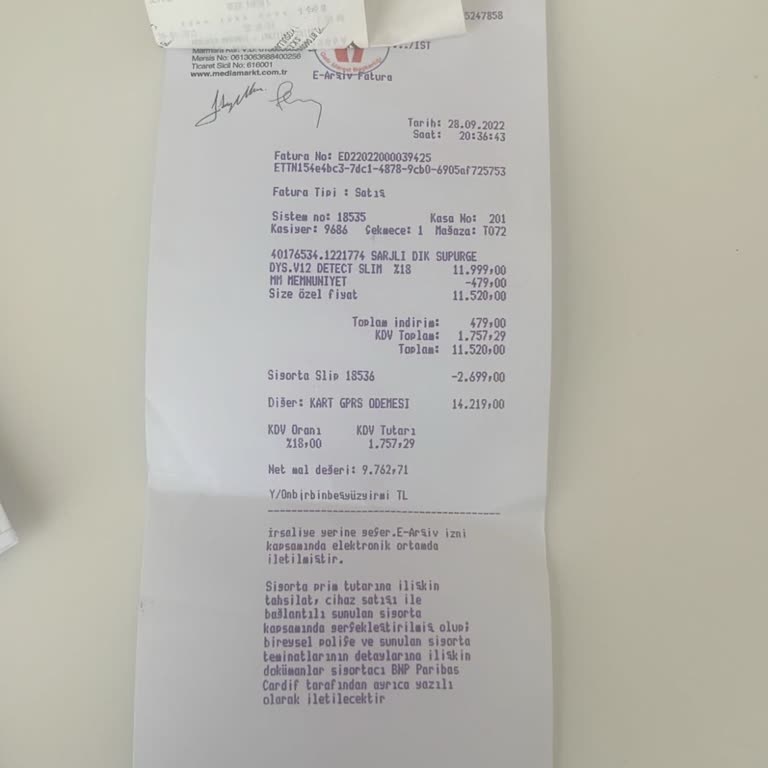 5247858
Mersis No: 0613063688400256
Ticaret Sicil No: 616001
www.mediamarkt.com.tr
/IST
E-Arşiv Fatura
Tarih: 28.09.2022
Saat: 20:36:43
Fatura No: ED22022000039425
ETTN154e4bc3-7dc1-4878-9cb0-6905af725753
Fatura Tipi : Satış
Sistem no: 18535 Kasa No: 201
Kasiyer: 9686 Çekmece: 1 Mağaza: T072
40176534.1221774 SARJLI DIK SUPURGE
DYS.V12 DETECT SLIM %18 11.999,00
MM MEMNUNIYET -479,00
Size özel fiyat 11.520,00
Toplam indirim: 479,00
KDV Toplam: 1.757,29
Toplam: 11.520,00
Sigorta Slip 18536 -2.699,00
Diğer: KART GPRS ODEMESI 14.219,00
KDV Oranı KDV Tutarı
%18,00 1.757,29
Net mal değeri: 9.762,71
Y/Onbirbinbeşyüzyirmi TL
irsaliye yerine geçer.E-Arşiv izni
kapsamında elektronik ortamda
iletilmiştir.
Sigorta prim tutarına ilişkin
tahsilat, cihaz satışı ile
bağlantılı sunulan sigorta
kapsamında gerçekleştirilmiş olup;
bireysel poliçe ve sunulan sigorta
teminatlarının detaylarına ilişkin
dokümanlar sigortacı BNP Paribas
Cardif tarafından ayrıca yazılı
olarak iletilecektir